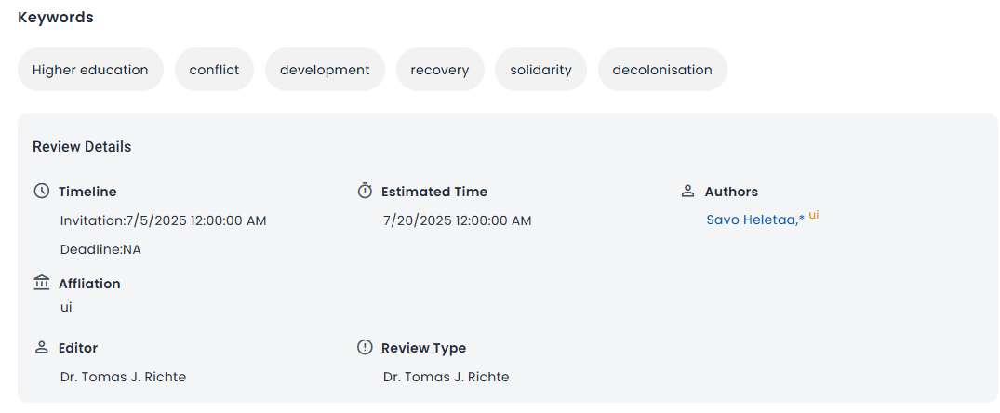 Keywords
Higher education conflict development recovery solidarity decolonisation
Review Details
Timeline Estimated Time Authors
Invitation:7/5/2025 12:00:00 AM 7/20/2025 12:00:00 AM Savo Heletaa,* ui
Deadline:NA
Affliation
ui
Editor Review Type
Dr. Tomas J. Richte Dr. Tomas J. Richte